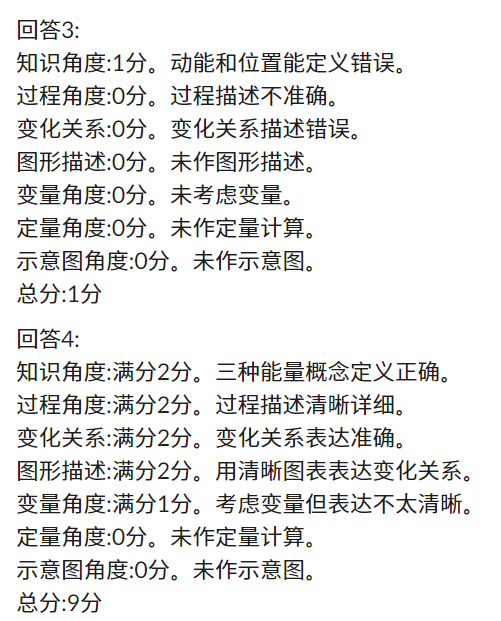 回答3:
知识角度:1分。动能和位置能定义错误。
过程角度:0分。过程描述不准确。
变化关系:0分。变化关系描述错误。
图形描述:0分。未作图形描述。
变量角度:0分。未考虑变量。
定量角度:0分。未作定量计算。
示意图角度:0分。未作示意图。
总分:1分
回答4:
知识角度:满分2分。三种能量概念定义正确。
过程角度:满分2分。过程描述清晰详细。
变化关系:满分2分。变化关系表达准确。
图形描述:满分2分。用清晰图表表达变化关系。
变量角度:满分1分。考虑变量但表达不太清晰。
定量角度:0分。未作定量计算。
示意图角度:0分。未作示意图。
总分:9分